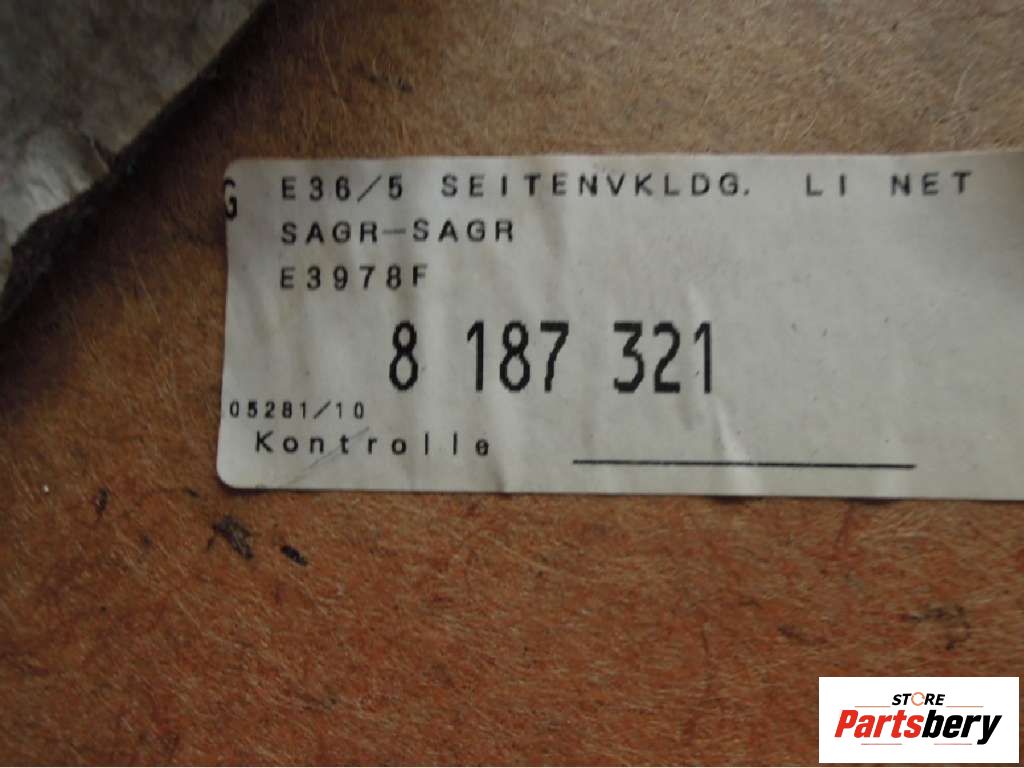 G E36/5 SEITENVKLDG. LI NET
SAGR-SAGR
E3978F
8 187 321
05281/10
Kontrolle
STORE
Partsbery